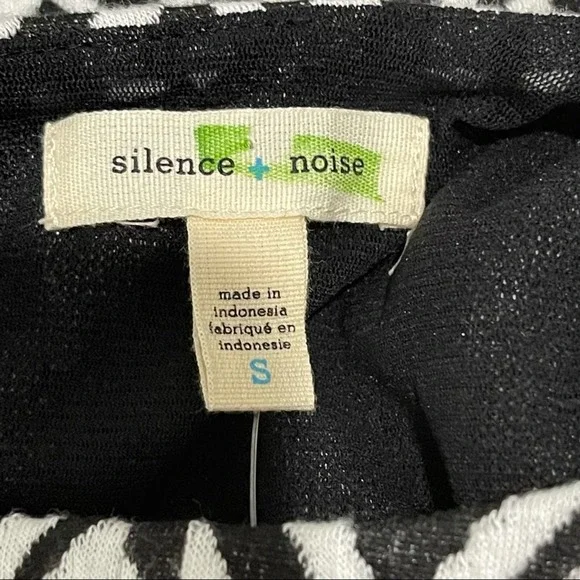 silence + noise
made in
indonesia
fabriqué en
indonesie
S